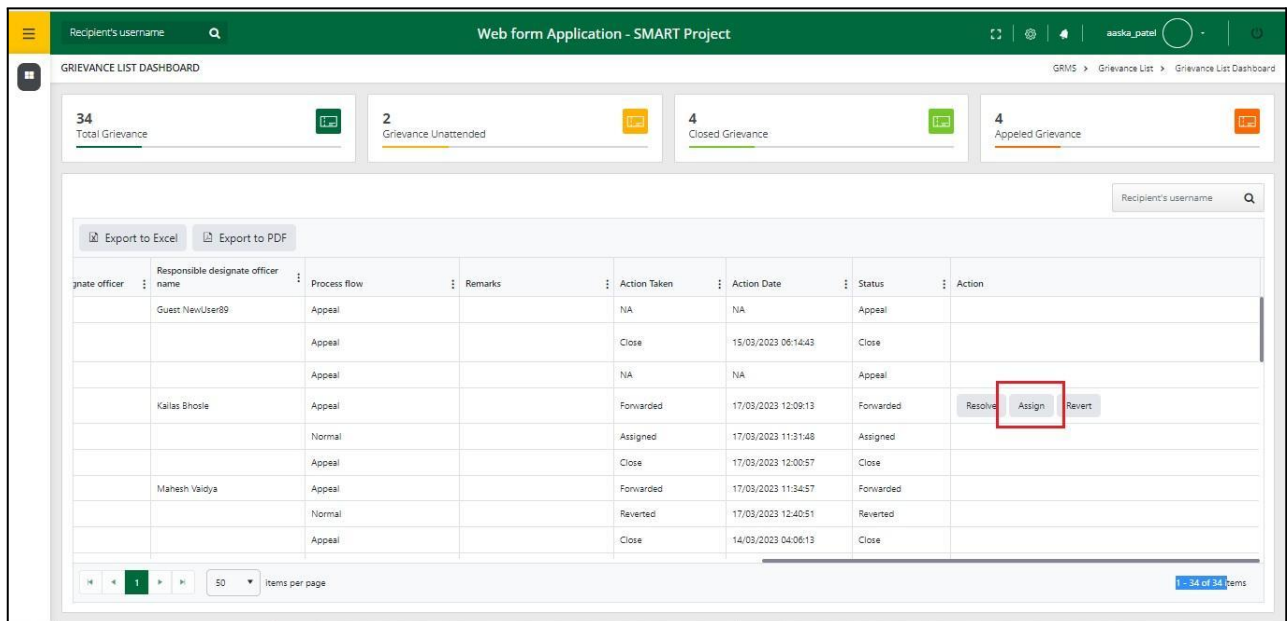 Recipient's username
Web form Application - SMART Project
aaska_patel
GRIEVANCE LIST DASHBOARD
GRMS > Grievance List > Grievance List Dashboard
34
Total Grievance
2
Grievance Unattended
4
Closed Grievance
4
Appeled Grievance
Recipient's username
Export to Excel Export to PDF
gnate officer Responsible designate officer name Process flow Remarks Action Taken Action Date Status Action
Guest NewUser89 Appeal NA NA Appeal
Appeal Close 15/03/2023 06:14:43 Close
Appeal NA NA Appeal
Kailas Bhosle Appeal Forwarded 17/03/2023 12:09:13 Forwarded Resolve Assign Revert
Normal Assigned 17/03/2023 11:31:48 Assigned
Appeal Close 17/03/2023 12:00:57 Close
Mahesh Vaidya Appeal Forwarded 17/03/2023 11:34:57 Forwarded
Normal Reverted 17/03/2023 12:40:51 Reverted
Appeal Close 14/03/2023 04:06:13 Close
1 50 items per page 1 - 34 of 34 items